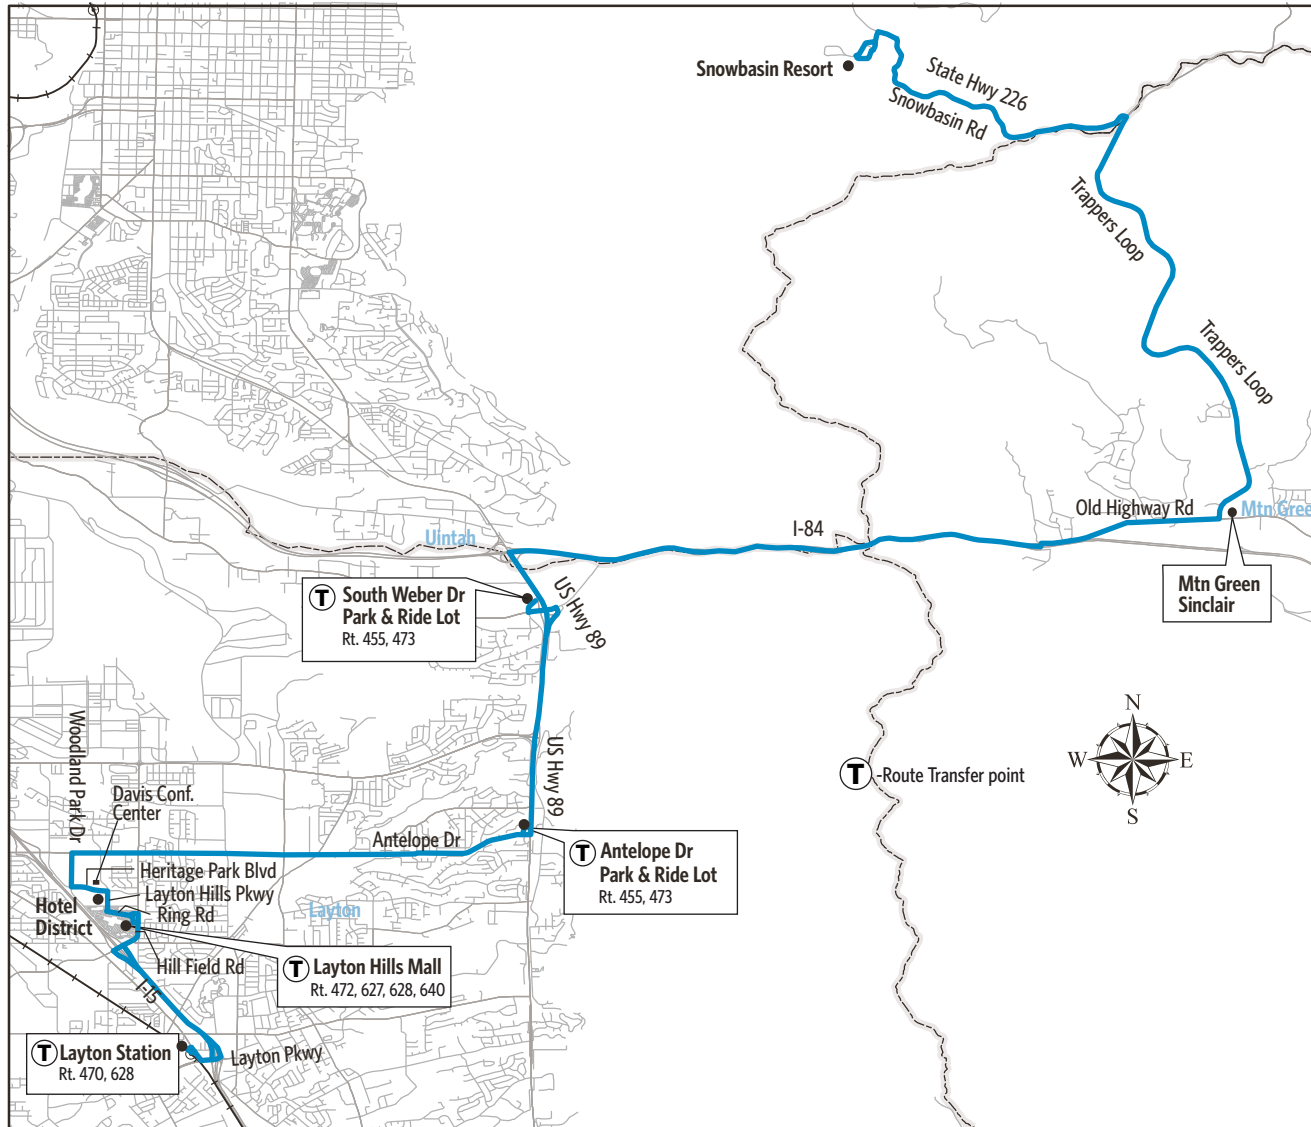 Snowbasin Resort
State Hwy 226
Snowbasin Rd
Trappers Loop
Trappers Loop
Old Highway Rd
Mtn Gree
I-84
Uintah
Mtn Green
Sinclair
T South Weber Dr
Park & Ride Lot
Rt. 455, 473
US Hwy 89
N
W E
S
T -Route Transfer point
Woodland Park Dr
US Hwy 89
Davis Conf.
Center
Antelope Dr
T Antelope Dr
Park & Ride Lot
Rt. 455, 473
Heritage Park Blvd
Layton Hills Pkwy
Ring Rd
Hotel
District
Layton
Hill Field Rd
T Layton Hills Mall
Rt. 472, 627, 628, 640
I-15
T Layton Station
Rt. 470, 628
Layton Pkwy